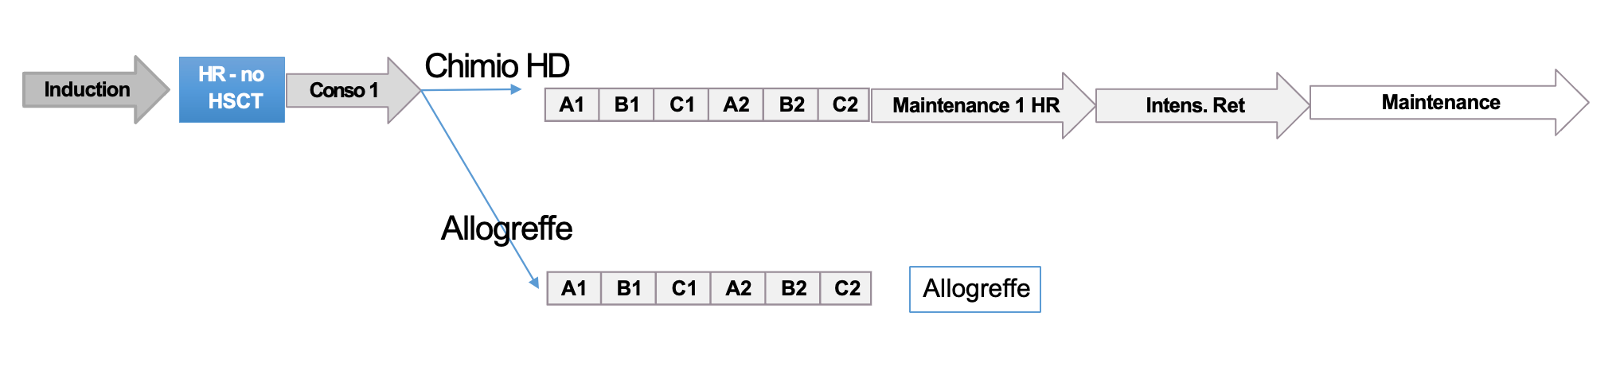 Induction
HR - no
HSCT
Conso 1
Chimio HD
A1 B1 C1 A2 B2 C2
Maintenance 1 HR
Intens. Ret
Maintenance
Allogreffe
A1 B1 C1 A2 B2 C2
Allogreffe